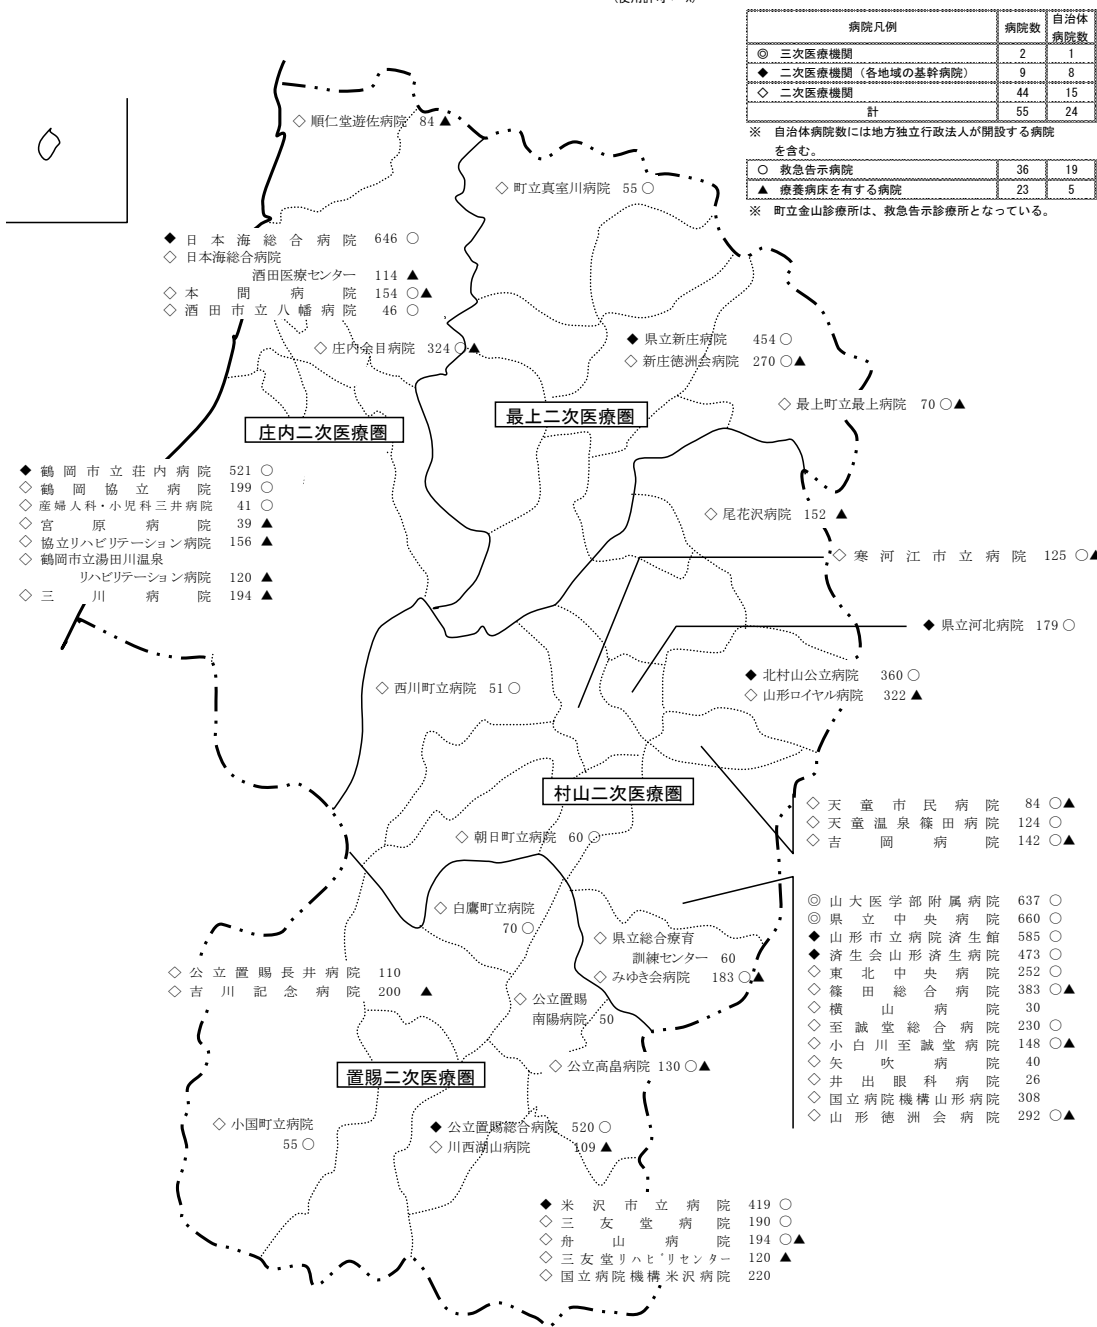 病院凡例 病院数 自治体病院数
◎ 三次医療機関 2 1
◆ 二次医療機関（各地域の基幹病院） 9 8
◇ 二次医療機関 44 15
計 55 24
※ 自治体病院数には地方独立行政法人が開設する病院
を含む。
○ 救急告示病院 36 19
▲ 療養病床を有する病院 23 5
※ 町立金山診療所は、救急告示診療所となっている。
◇ 順仁堂遊佐病院 84 ▲
◇ 町立真室川病院 55 ○
◆ 日本海総合病院 646 ○
◇ 日本海総合病院
酒田医療センター 114 ▲
◇ 本間病院 154 ○▲
◇ 酒田市立八幡病院 46 ○
◇ 庄内余目病院 324 ○▲
◆ 県立新庄病院 454 ○
◇ 新庄徳洲会病院 270 ○▲
◇ 最上町立最上病院 70 ○▲
庄内二次医療圏
最上二次医療圏
◆ 鶴岡市立荘内病院 521 ○
◇ 鶴岡協立病院 199 ○
◇ 産婦人科・小児科三井病院 41 ○
◇ 宮原病院 39 ▲
◇ 協立リハビリテーション病院 156 ▲
◇ 鶴岡市立湯田川温泉
リハビリテーション病院 120 ▲
◇ 三川病院 194 ▲
◇ 尾花沢病院 152 ▲
◇ 寒河江市立病院 125 ○▲
◆ 県立河北病院 179 ○
◆ 北村山公立病院 360 ○
◇ 山形ロイヤル病院 322 ▲
◇ 西川町立病院 51 ○
村山二次医療圏
◇ 天童市民病院 84 ○▲
◇ 天童温泉篠田病院 124 ○
◇ 吉岡病院 142 ○▲
◇ 朝日町立病院 60 ○
◎ 山大医学部附属病院 637 ○
◎ 県立中央病院 660 ○
◆ 山形市立病院済生館 585 ○
◆ 済生会山形済生病院 473 ○
◇ 東北中央病院 252 ○
◇ 篠田総合病院 383 ○▲
◇ 横山病院 30
◇ 至誠堂総合病院 230 ○
◇ 小白川至誠堂病院 148 ○▲
◇ 矢吹病院 40
◇ 井出眼科病院 26
◇ 国立病院機構山形病院 308
◇ 山形徳洲会病院 292 ○▲
◇ 白鷹町立病院
70 ○
◇ 県立総合療育
訓練センター 60
◇ みゆき会病院 183 ○▲
◇ 公立置賜長井病院 110
◇ 吉川記念病院 200 ▲
◇ 公立置賜
南陽病院 50
◇ 公立高畠病院 130 ○▲
置賜二次医療圏
◇ 小国町立病院
55 ○
◆ 公立置賜総合病院 520 ○
◇ 川西湖山病院 109 ▲
◆ 米沢市立病院 419 ○
◇ 三友堂病院 190 ○
◇ 舟山病院 194 ○▲
◇ 三友堂リハビリセンター 120 ▲
◇ 国立病院機構米沢病院 220